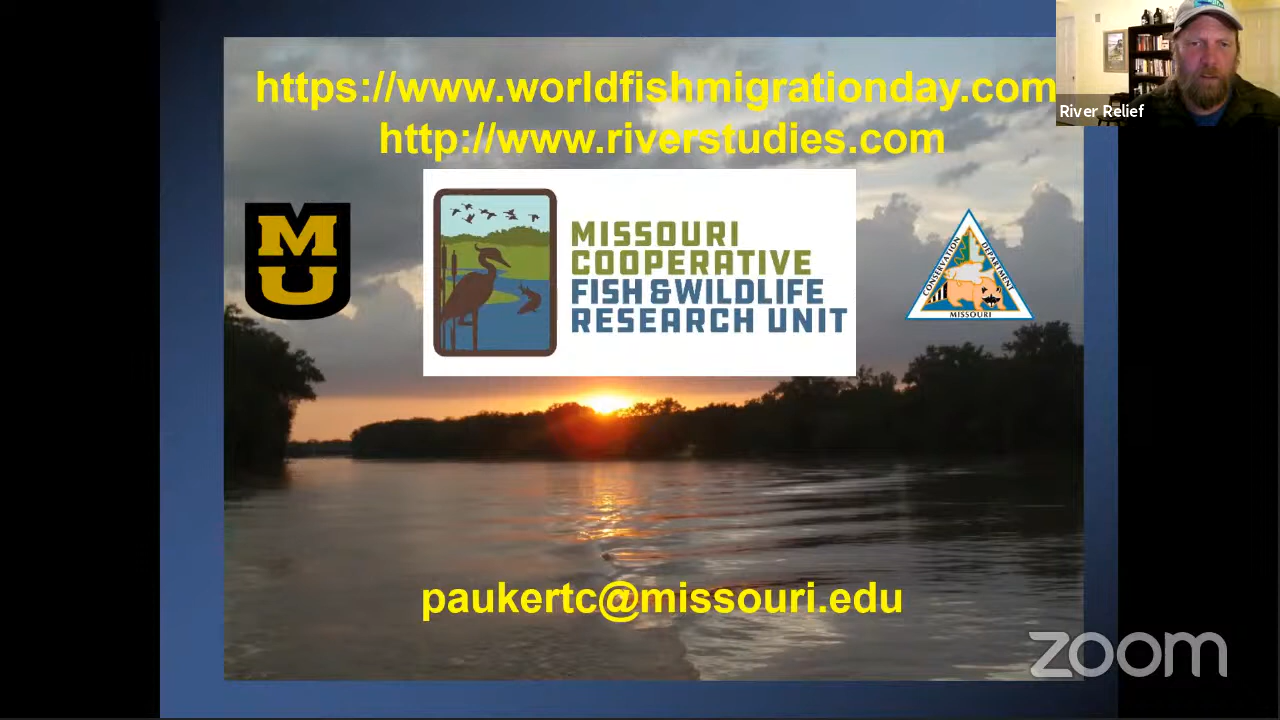 https://www.worldfishmigrationday.com
http://www.riverstudies.com
River Relief
MU
MISSOURI
COOPERATIVE
FISH & WILDLIFE
RESEARCH UNIT
CONSERVATION
DEPARTMENT
MISSOURI
paukertc@missouri.edu
zoom